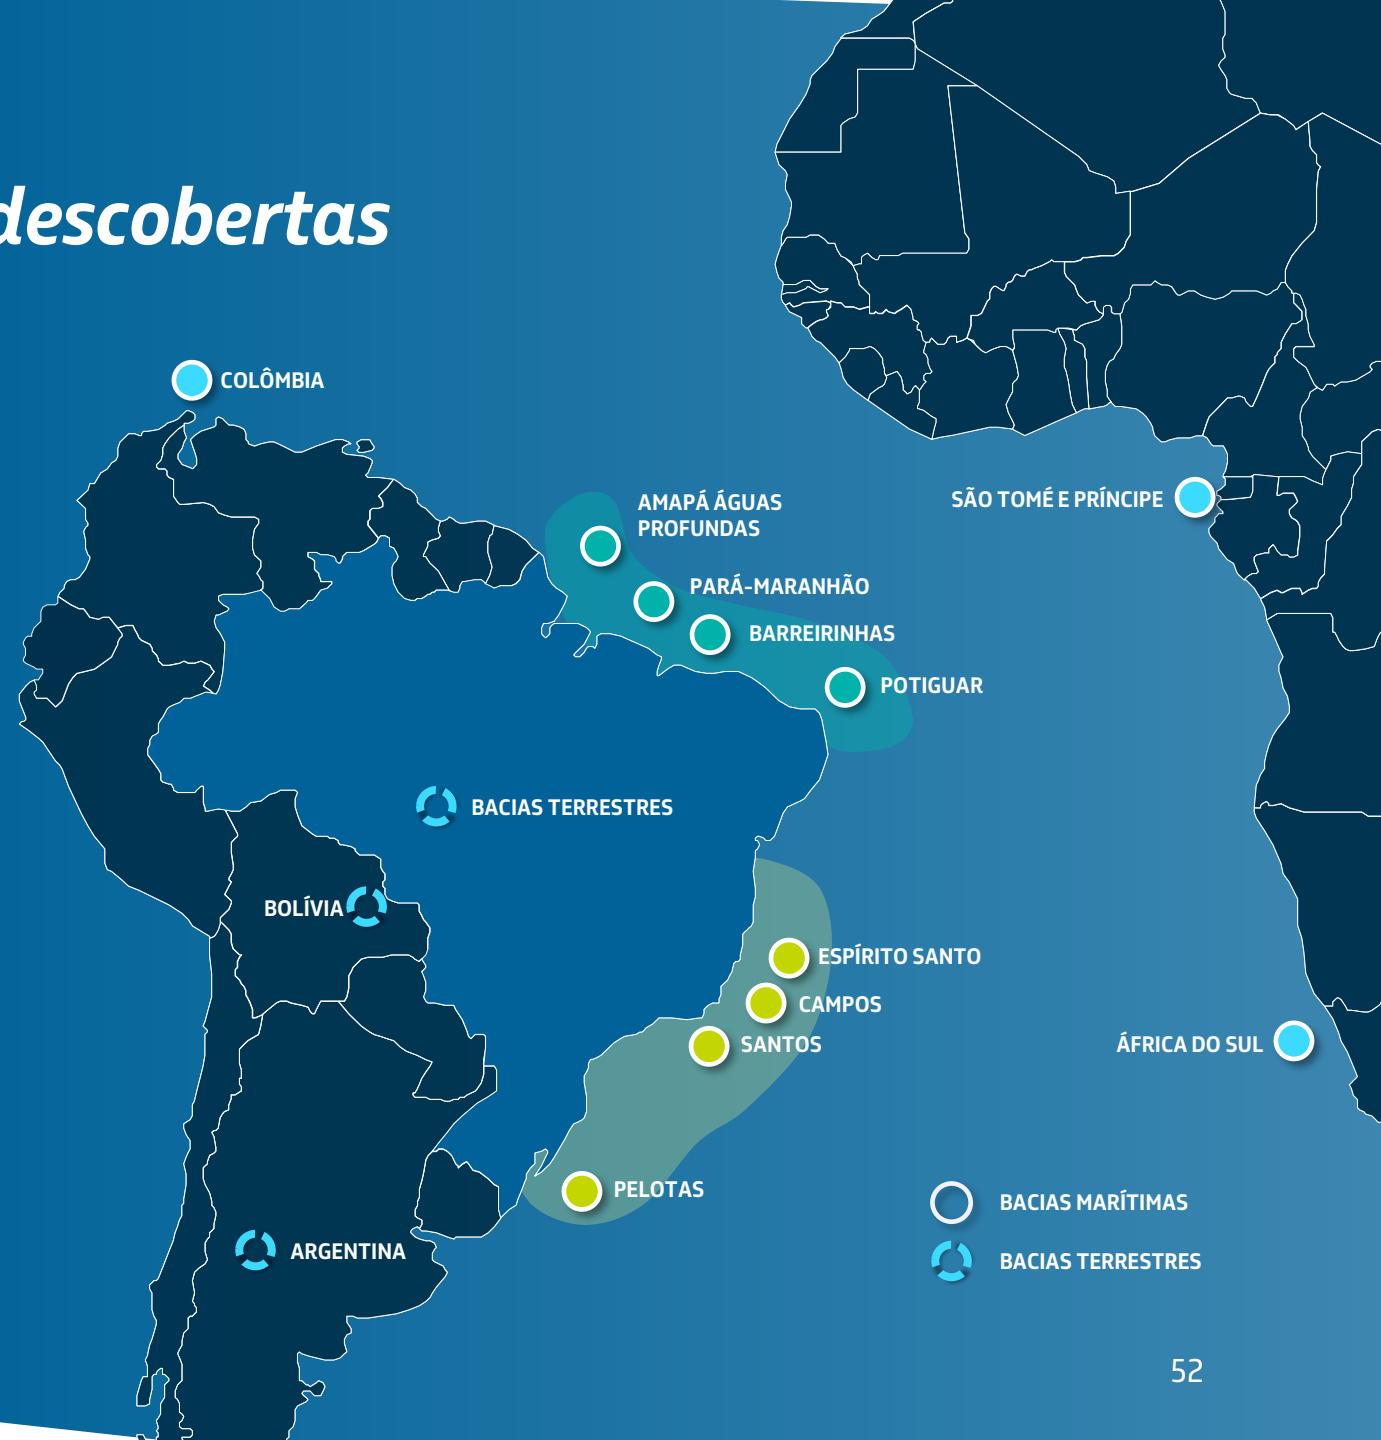 descobertas
COLÔMBIA
AMAPÁ ÁGUAS
PROFUNDAS
SÃO TOMÉ E PRÍNCIPE
PARÁ-MARANHÃO
BARREIRINHAS
POTIGUAR
BACIAS TERRESTRES
BOLÍVIA
ESPÍRITO SANTO
CAMPOS
SANTOS
ÁFRICA DO SUL
PELOTAS
BACIAS MARÍTIMAS
ARGENTINA
BACIAS TERRESTRES
52